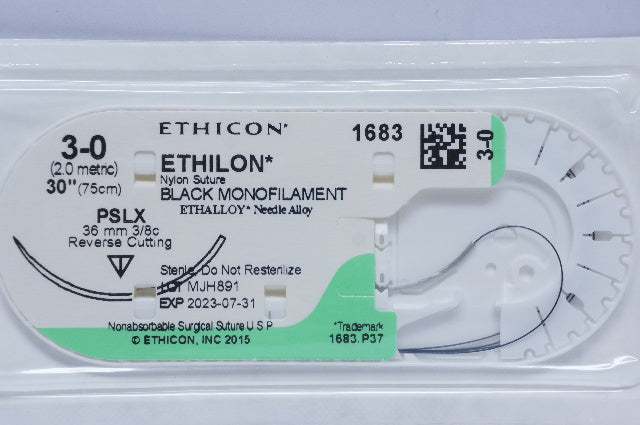 ETHICON*
1683
3-0
3-0
(2.0 metric)
30" (75cm)
ETHILON*
Nylon Suture
BLACK MONOFILAMENT
ETHALLOY* Needle Alloy
PSLX
36 mm 3/8c
Reverse Cutting
Sterile, Do Not Resterilize
LOT MJH891
EXP 2023-07-31
Nonabsorbable Surgical Suture U S P
© ETHICON, INC 2015
*Trademark
1683.P37